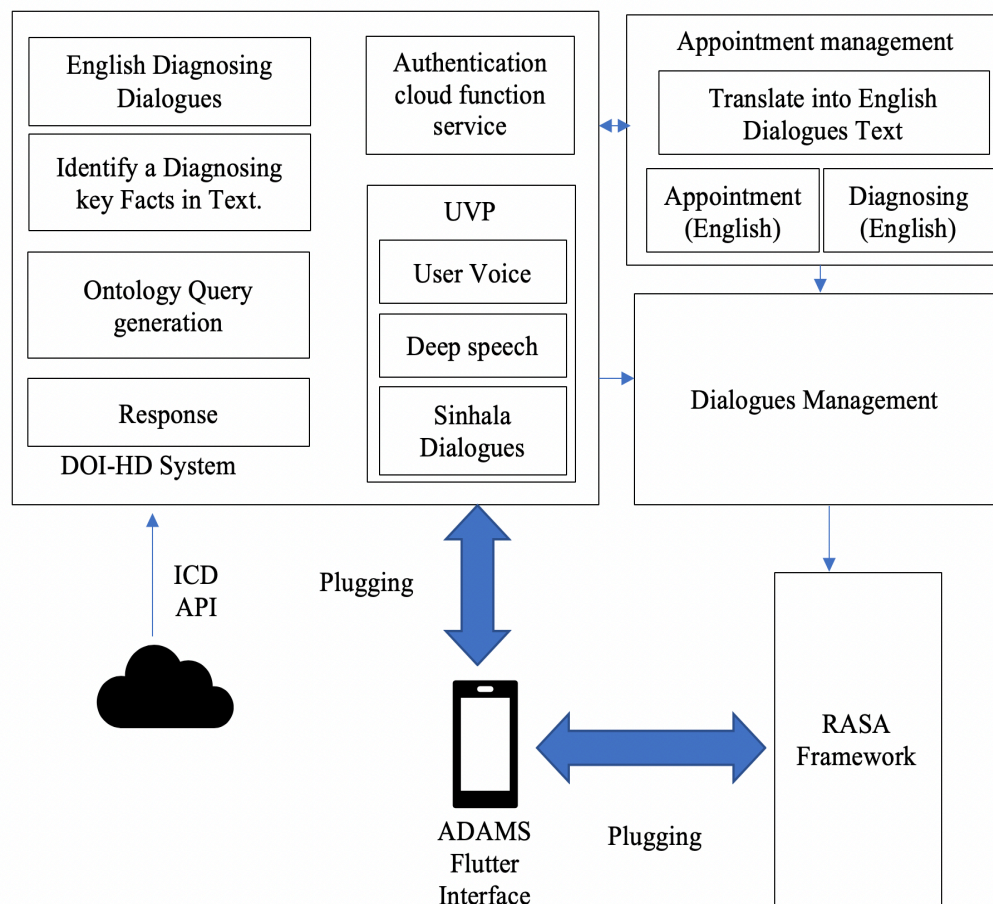 English Diagnosing
Dialogues
Identify a Diagnosing
key Facts in Text.
Ontology Query
generation
Response
DOI-HD System
Authentication
cloud function
service
UVP
User Voice
Deep speech
Sinhala
Dialogues
Appointment management
Translate into English
Dialogues Text
Appointment
(English)
Diagnosing
(English)
Dialogues Management
ICD
API
Plugging
ADAMS
Flutter
Interface
Plugging
RASA
Framework